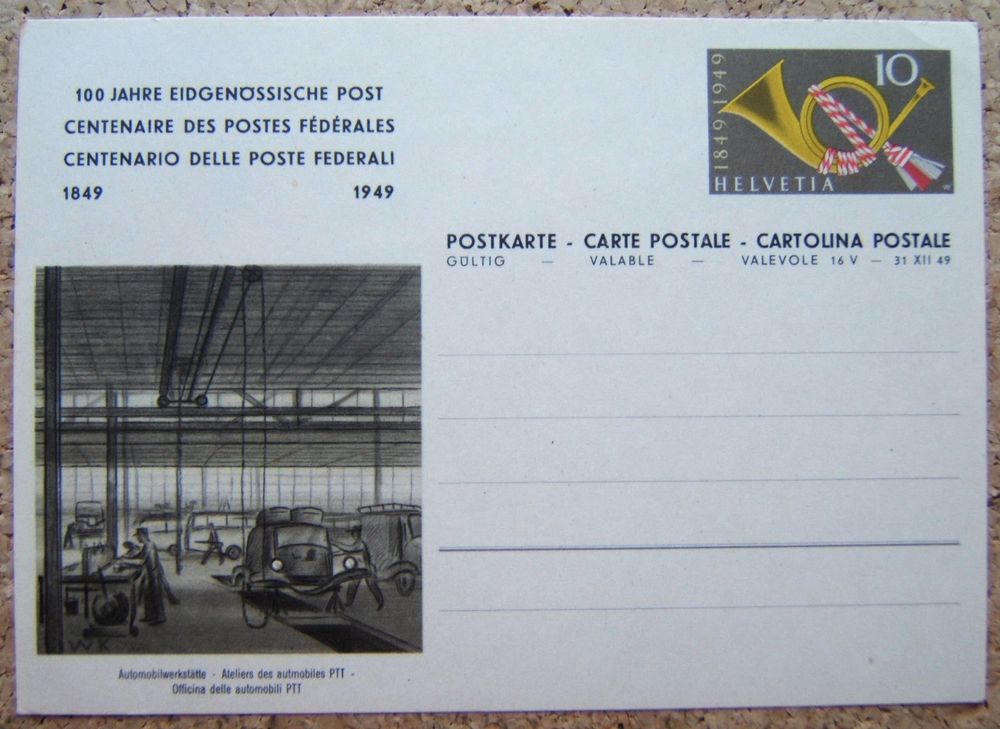 100 JAHRE EIDGENÖSSISCHE POST
CENTENAIRE DES POSTES FÉDÉRALES
CENTENARIO DELLE POSTE FEDERALI
1849 1949
1849 1949
10
HELVETIA
POSTKARTE - CARTE POSTALE - CARTOLINA POSTALE
GÜLTIG — VALABLE — VALEVOLE 16 V — 31 XII 49
WK
Automobilwerkstätte - Ateliers des autmobiles PTT -
Officina delle automobili PTT